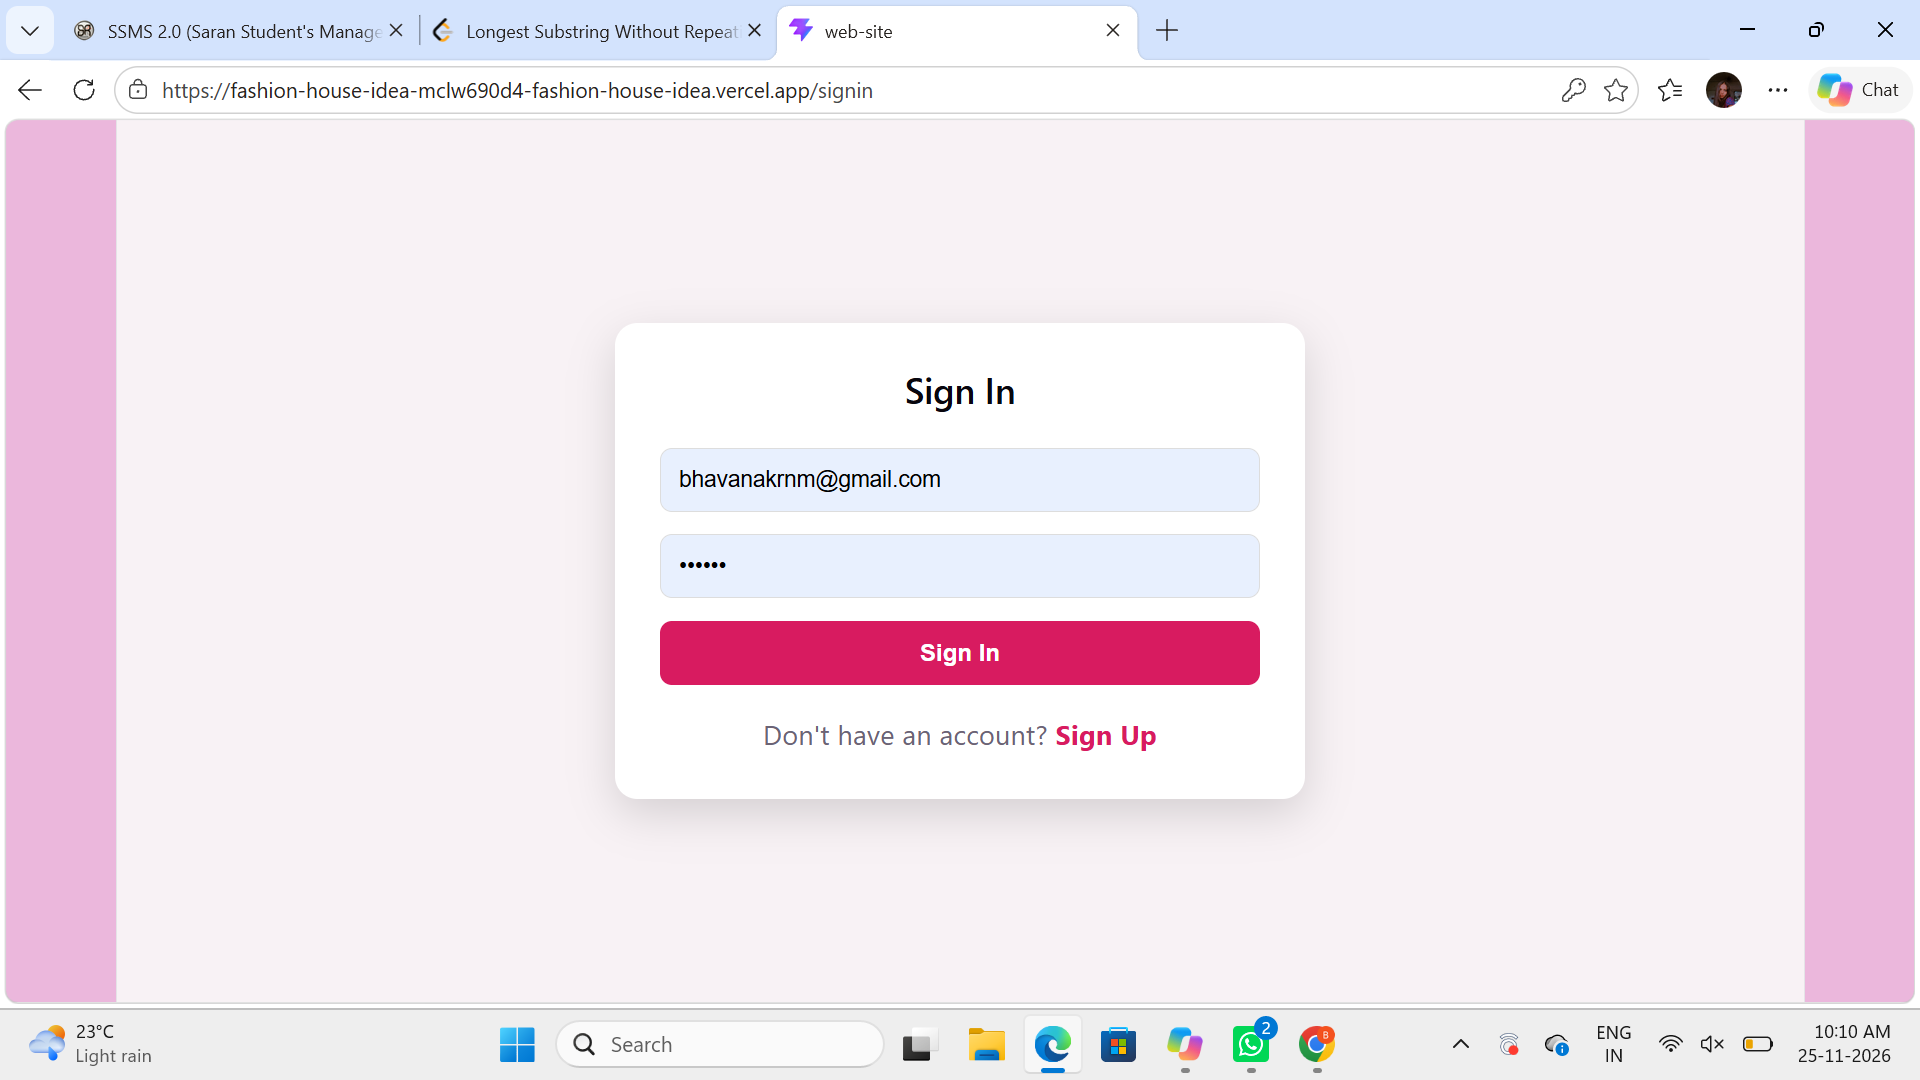 SSMS 2.0 (Saran Student's Manage
Longest Substring Without Repeat
web-site
https://fashion-house-idea-mclw690d4-fashion-house-idea.vercel.app/signin
Chat
Sign In
bhavanakrnm@gmail.com
••••••
Sign In
Don't have an account? Sign Up
23°C
Light rain
Search
2
B
ENG
IN
10:10 AM
25-11-2026